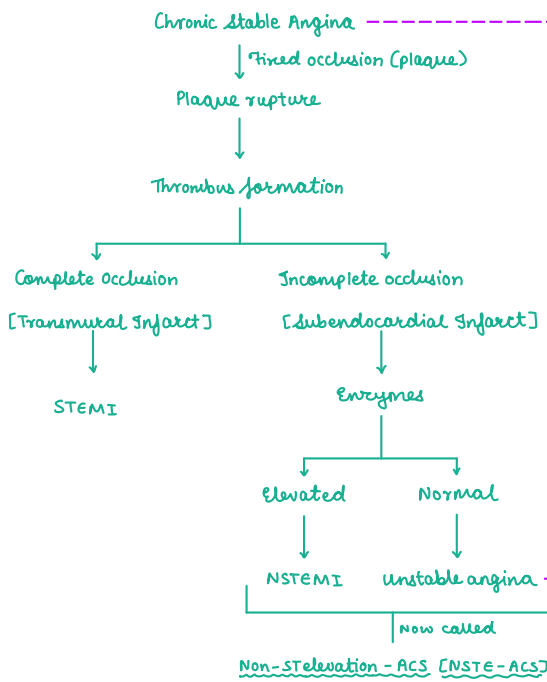 Chronic Stable Angina
Fixed occlusion (plaque)
Plaque rupture
Thrombus formation
Complete Occlusion
Incomplete occlusion
[Transmural Infarct]
[Subendocardial Infarct]
STEMI
Enzymes
Elevated
Normal
NSTEMI
Unstable angina
Now called
Non-STelevation-ACS [NSTE-ACS]